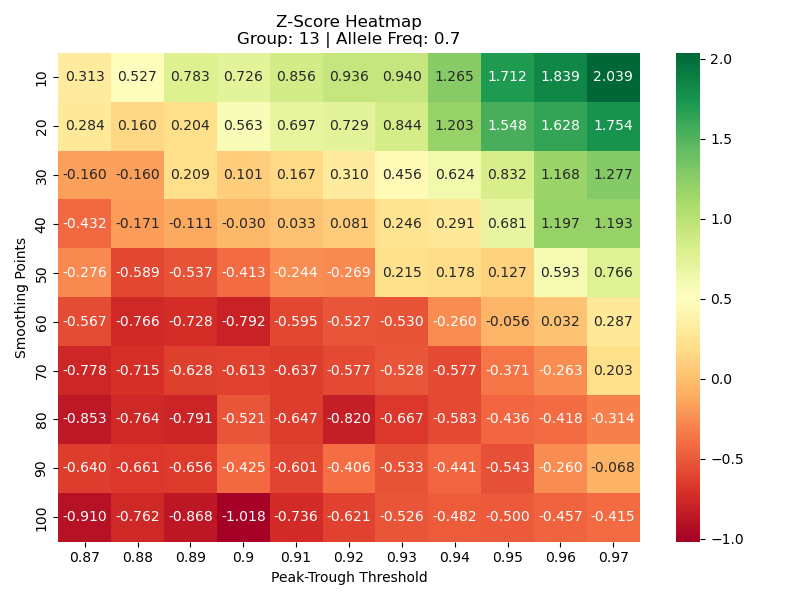 Z-Score Heatmap
Group: 13 | Allele Freq: 0.7
Smoothing Points
10 0.313 0.527 0.783 0.726 0.856 0.936 0.940 1.265 1.712 1.839 2.039
20 0.284 0.160 0.204 0.563 0.697 0.729 0.844 1.203 1.548 1.628 1.754
30 -0.160 -0.160 0.209 0.101 0.167 0.310 0.456 0.624 0.832 1.168 1.277
40 -0.432 -0.171 -0.111 -0.030 0.033 0.081 0.246 0.291 0.681 1.197 1.193
50 -0.276 -0.589 -0.537 -0.413 -0.244 -0.269 0.215 0.178 0.127 0.593 0.766
60 -0.567 -0.766 -0.728 -0.792 -0.595 -0.527 -0.530 -0.260 -0.056 0.032 0.287
70 -0.778 -0.715 -0.628 -0.613 -0.637 -0.577 -0.528 -0.577 -0.371 -0.263 0.203
80 -0.853 -0.764 -0.791 -0.521 -0.647 -0.820 -0.667 -0.583 -0.436 -0.418 -0.314
90 -0.640 -0.661 -0.656 -0.425 -0.601 -0.406 -0.533 -0.441 -0.543 -0.260 -0.068
100 -0.910 -0.762 -0.868 -1.018 -0.736 -0.621 -0.526 -0.482 -0.500 -0.457 -0.415
0.87 0.88 0.89 0.9 0.91 0.92 0.93 0.94 0.95 0.96 0.97
Peak-Trough Threshold
2.0
1.5
1.0
0.5
0.0
−0.5
−1.0